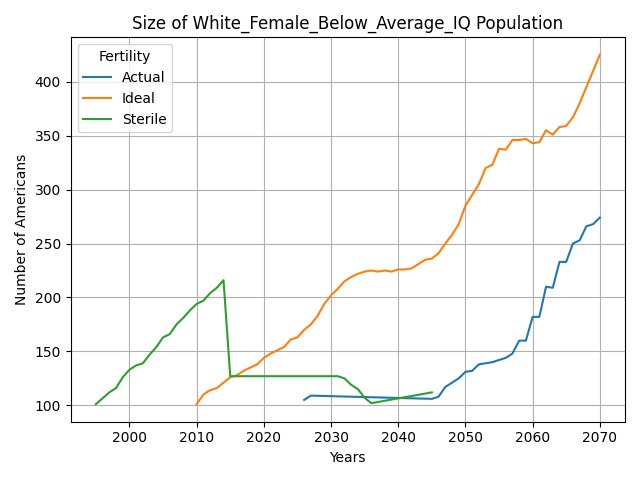 Size of White_Female_Below_Average_IQ Population
Fertility
Actual
Ideal
Sterile
Number of Americans
400
350
300
250
200
150
100
2000 2010 2020 2030 2040 2050 2060 2070
Years